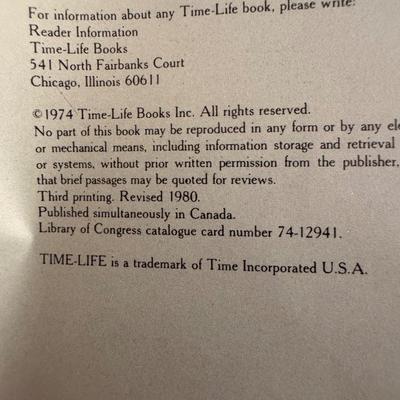 For information about any Time-Life book, please write:
Reader Information
Time-Life Books
541 North Fairbanks Court
Chicago, Illinois 60611
©1974 Time-Life Books Inc. All rights reserved.
No part of this book may be reproduced in any form or by any ele
or mechanical means, including information storage and retrieval
or systems, without prior written permission from the publisher,
that brief passages may be quoted for reviews.
Third printing. Revised 1980.
Published simultaneously in Canada.
Library of Congress catalogue card number 74-12941.
TIME-LIFE is a trademark of Time Incorporated U.S.A.